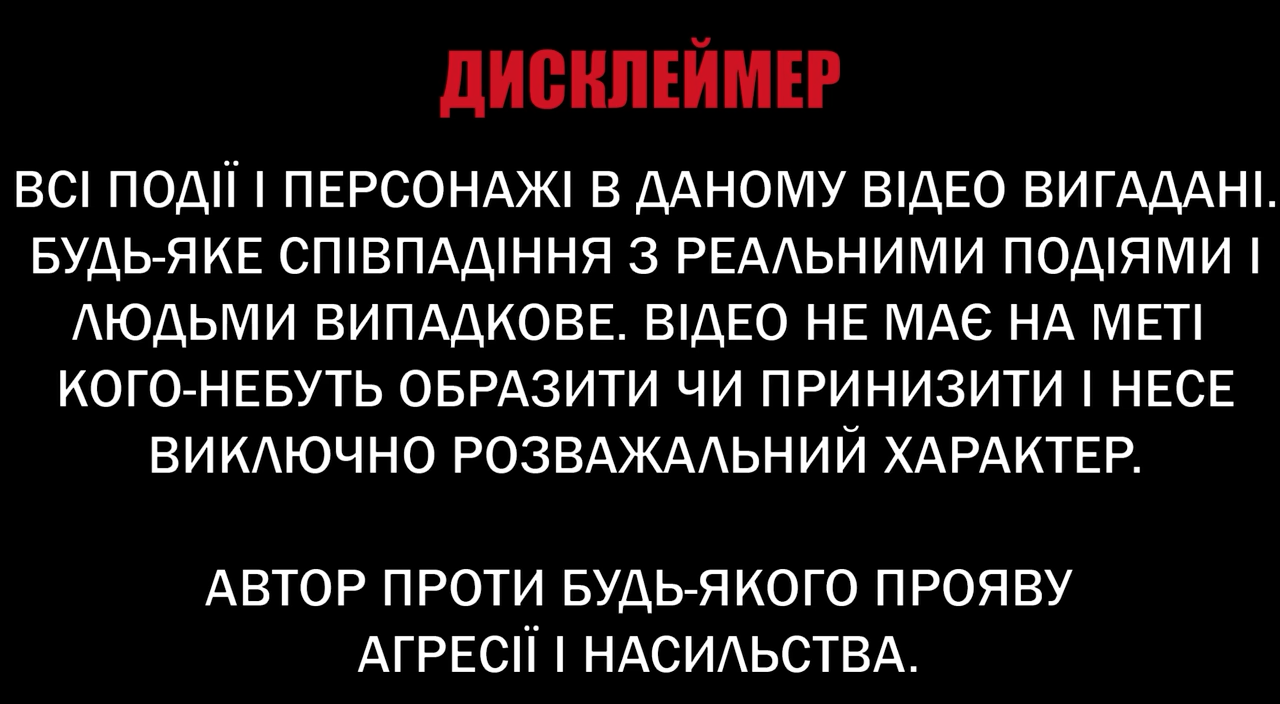 ДИСКЛЕЙМЕР
ВСІ ПОДІЇ І ПЕРСОНАЖІ В ДАНОМУ ВІДЕО ВИГАДАНІ.
БУДЬ-ЯКЕ СПІВПАДІННЯ З РЕАЛЬНИМИ ПОДІЯМИ І
ЛЮДЬМИ ВИПАДКОВЕ. ВІДЕО НЕ МАЄ НА МЕТІ
КОГО-НЕБУТЬ ОБРАЗИТИ ЧИ ПРИНИЗИТИ І НЕСЕ
ВИКЛЮЧНО РОЗВАЖАЛЬНИЙ ХАРАКТЕР.
АВТОР ПРОТИ БУДЬ-ЯКОГО ПРОЯВУ
АГРЕСІЇ І НАСИЛЬСТВА.